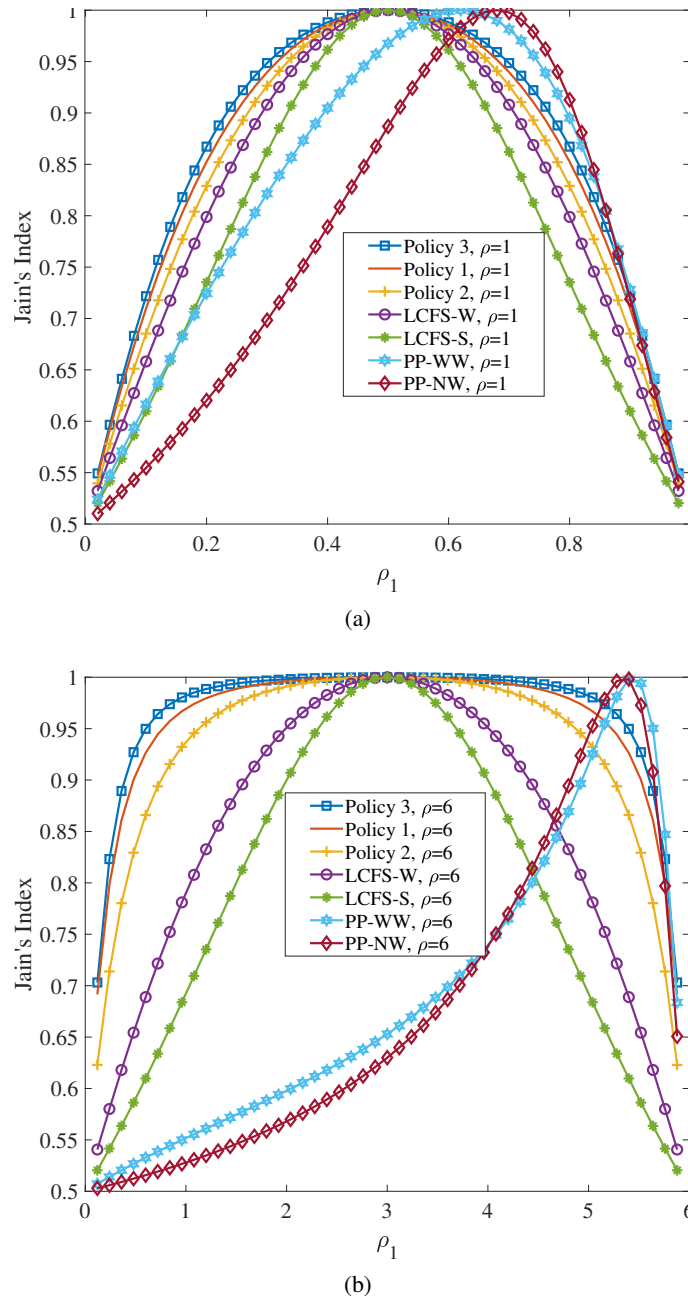 1
0.95
0.9
0.85
0.8
0.75
0.7
0.65
0.6
0.55
0.5
Jain's Index
Policy 3, ρ=1
Policy 1, ρ=1
Policy 2, ρ=1
LCFS-W, ρ=1
LCFS-S, ρ=1
PP-WW, ρ=1
PP-NW, ρ=1
0 0.2 0.4 0.6 0.8
ρ1
(a)
1
0.95
0.9
0.85
0.8
0.75
0.7
0.65
0.6
0.55
0.5
Jain's Index
Policy 3, ρ=6
Policy 1, ρ=6
Policy 2, ρ=6
LCFS-W, ρ=6
LCFS-S, ρ=6
PP-WW, ρ=6
PP-NW, ρ=6
0 1 2 3 4 5 6
ρ1
(b)